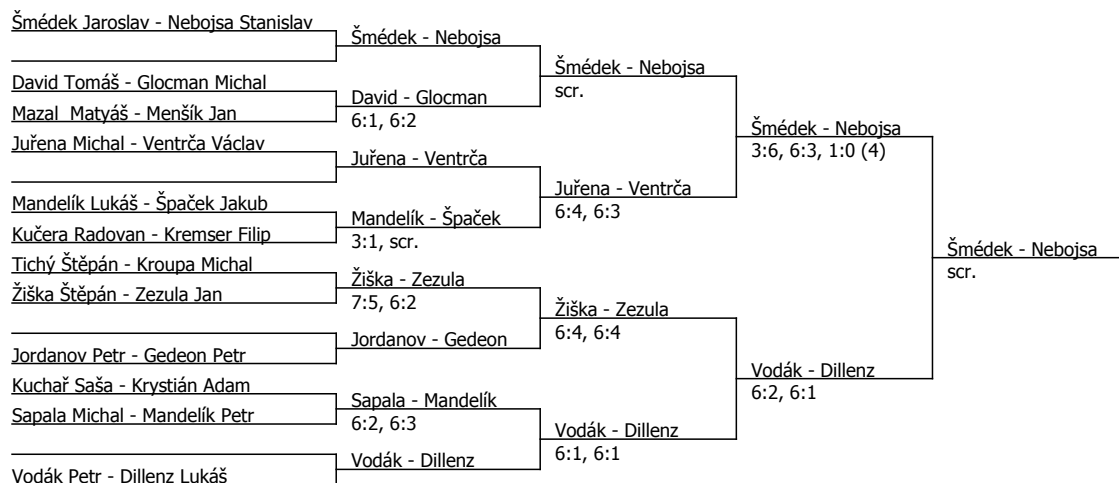 Šmédek Jaroslav - Nebojsa Stanislav
Šmédek - Nebojsa
Šmédek - Nebojsa
scr.
David Tomáš - Glocman Michal
David - Glocman
6:1, 6:2
Mazal  Matyáš - Menšík Jan
Šmédek - Nebojsa
3:6, 6:3, 1:0 (4)
Juřena Michal - Ventrča Václav
Juřena - Ventrča
Juřena - Ventrča
6:4, 6:3
Mandelík Lukáš - Špaček Jakub
Mandelík - Špaček
3:1, scr.
Kučera Radovan - Kremser Filip
Šmédek - Nebojsa
scr.
Tichý Štěpán - Kroupa Michal
Žiška - Zezula
7:5, 6:2
Žiška Štěpán - Zezula Jan
Žiška - Zezula
6:4, 6:4
Jordanov - Gedeon
Jordanov Petr - Gedeon Petr
Vodák - Dillenz
6:2, 6:1
Kuchař Saša - Krystián Adam
Sapala - Mandelík
6:2, 6:3
Sapala Michal - Mandelík Petr
Vodák - Dillenz
6:1, 6:1
Vodák - Dillenz
Vodák Petr - Dillenz Lukáš